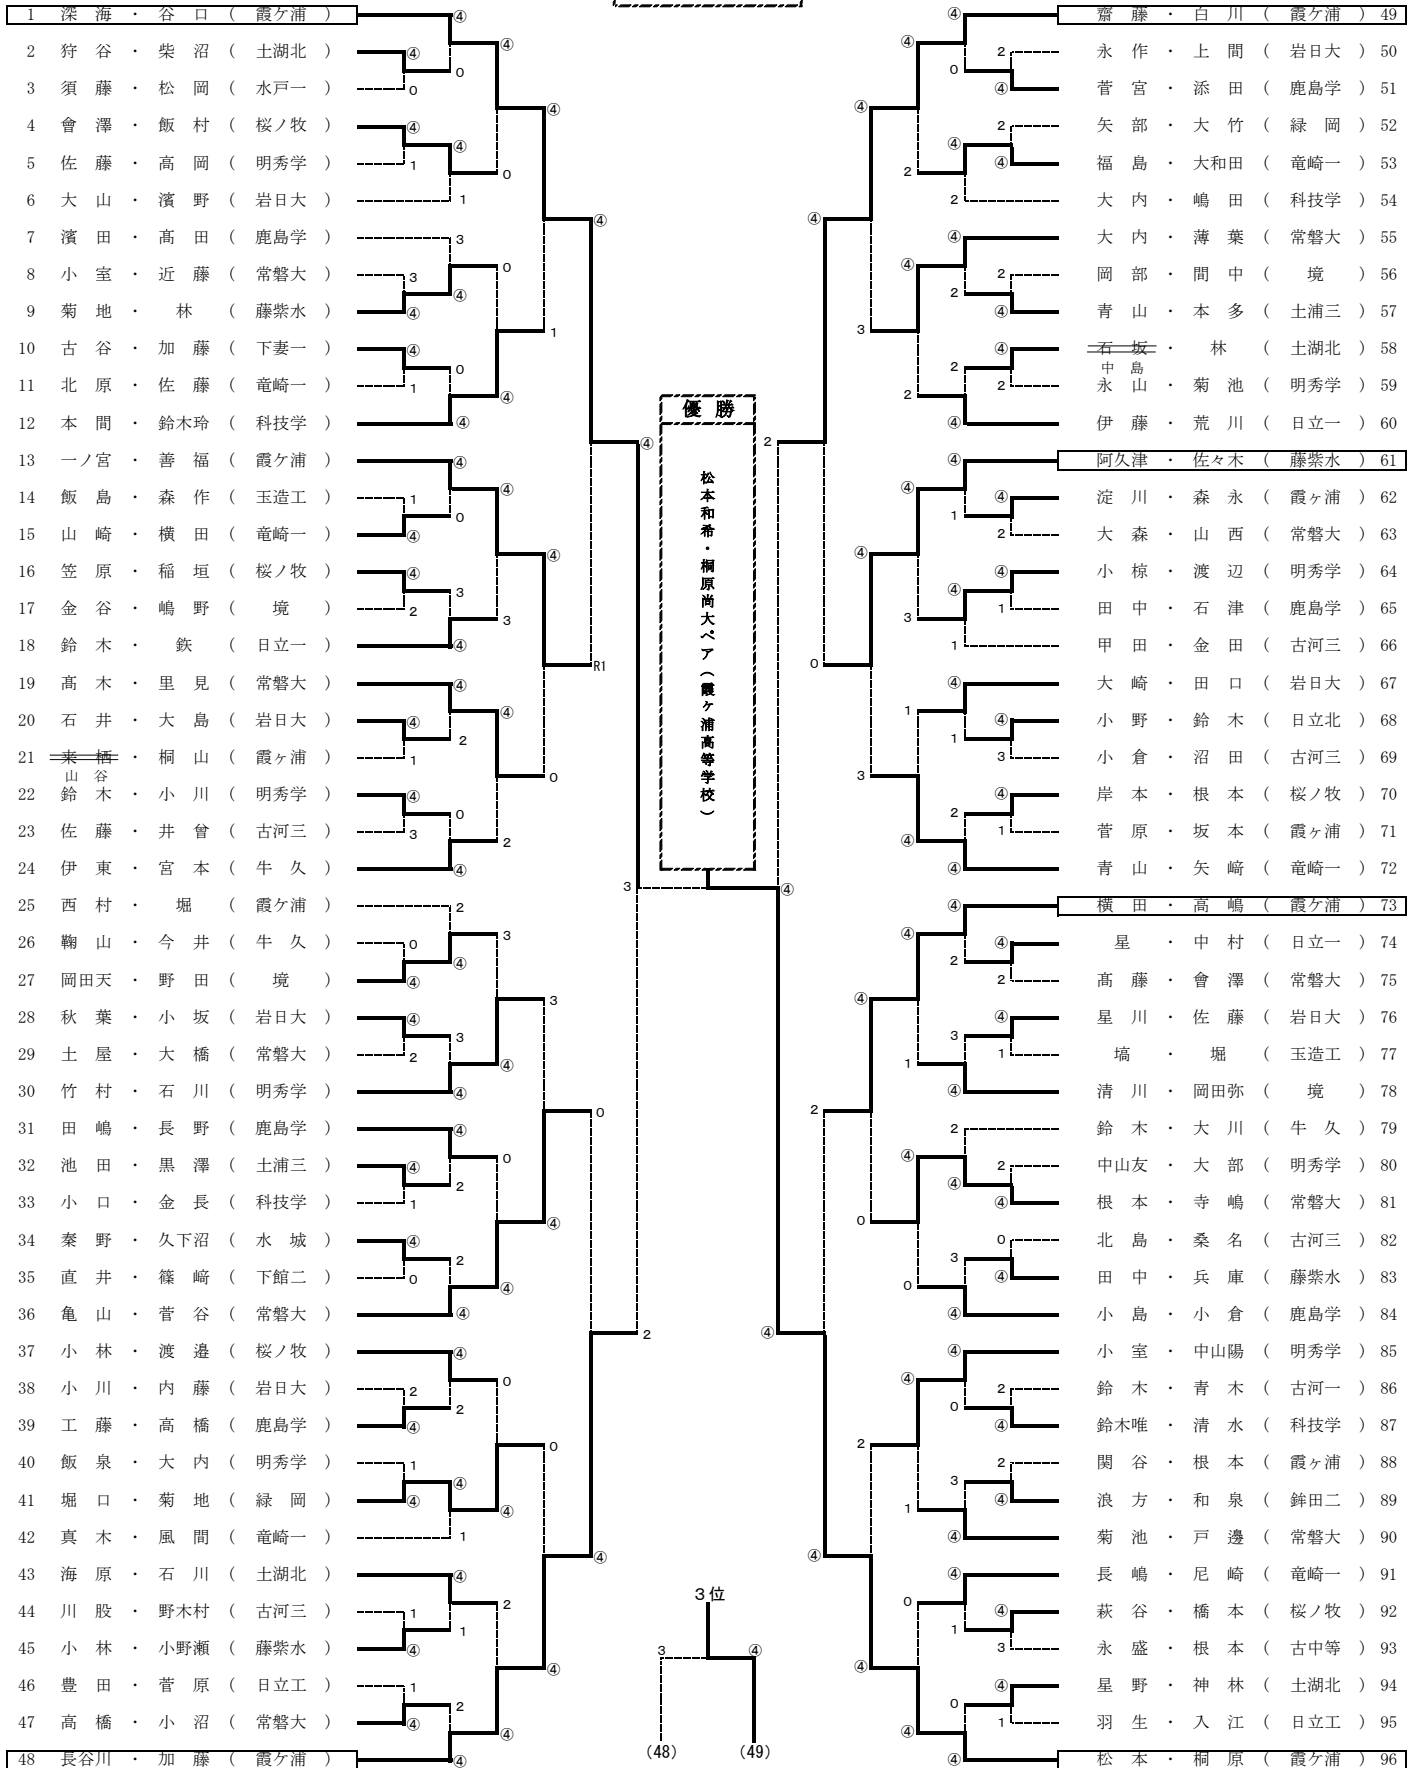 1 深海・谷口（霞ケ浦）
2 狩谷・柴沼（土湖北）
3 須藤・松岡（水戸一）
4 會澤・飯村（桜ノ牧）
5 佐藤・高岡（明秀学）
6 大山・濱野（岩日大）
7 濱田・髙田（鹿島学）
8 小室・近藤（常磐大）
9 菊地・林（藤紫水）
10 古谷・加藤（下妻一）
11 北原・佐藤（竜崎一）
12 本間・鈴木玲（科技学）
13 一ノ宮・善福（霞ケ浦）
14 飯島・森作（玉造工）
15 山崎・横田（竜崎一）
16 笠原・稲垣（桜ノ牧）
17 金谷・嶋野（境）
18 鈴木・鉃（日立一）
19 髙木・里見（常磐大）
20 石井・大島（岩日大）
21 来栖・桐山（霞ヶ浦）
山谷
22 鈴木・小川（明秀学）
23 佐藤・井曾（古河三）
24 伊東・宮本（牛久）
25 西村・堀（霞ケ浦）
26 鞠山・今井（牛久）
27 岡田天・野田（境）
28 秋葉・小坂（岩日大）
29 土屋・大橋（常磐大）
30 竹村・石川（明秀学）
31 田嶋・長野（鹿島学）
32 池田・黒澤（土浦三）
33 小口・金長（科技学）
34 秦野・久下沼（水城）
35 直井・篠﨑（下館二）
36 亀山・菅谷（常磐大）
37 小林・渡邉（桜ノ牧）
38 小川・内藤（岩日大）
39 工藤・高橋（鹿島学）
40 飯泉・大内（明秀学）
41 堀口・菊地（緑岡）
42 真木・風間（竜崎一）
43 海原・石川（土湖北）
44 川股・野木村（古河三）
45 小林・小野瀬（藤紫水）
46 豊田・菅原（日立工）
47 高橋・小沼（常磐大）
48 長谷川・加藤（霞ケ浦）
優勝
松本和希・桐原尚大ペア（霞ヶ浦高等学校）
3位
3 ④
(48) (49)
齋藤・白川（霞ケ浦）49
永作・上間（岩日大）50
菅宮・添田（鹿島学）51
矢部・大竹（緑岡）52
福島・大和田（竜崎一）53
大内・嶋田（科技学）54
大内・薄葉（常磐大）55
岡部・間中（境）56
青山・本多（土浦三）57
石坂・林（土湖北）58
中島
永山・菊池（明秀学）59
伊藤・荒川（日立一）60
阿久津・佐々木（藤紫水）61
淀川・森永（霞ヶ浦）62
大森・山西（常磐大）63
小椋・渡辺（明秀学）64
田中・石津（鹿島学）65
甲田・金田（古河三）66
大崎・田口（岩日大）67
小野・鈴木（日立北）68
小倉・沼田（古河三）69
岸本・根本（桜ノ牧）70
菅原・坂本（霞ヶ浦）71
青山・矢﨑（竜崎一）72
横田・高嶋（霞ケ浦）73
星・中村（日立一）74
髙藤・會澤（常磐大）75
星川・佐藤（岩日大）76
塙・堀（玉造工）77
清川・岡田弥（境）78
鈴木・大川（牛久）79
中山友・大部（明秀学）80
根本・寺嶋（常磐大）81
北島・桑名（古河三）82
田中・兵庫（藤紫水）83
小島・小倉（鹿島学）84
小室・中山陽（明秀学）85
鈴木・青木（古河一）86
鈴木唯・清水（科技学）87
関谷・根本（霞ヶ浦）88
浪方・和泉（鉾田二）89
菊池・戸邊（常磐大）90
長嶋・尼崎（竜崎一）91
萩谷・橋本（桜ノ牧）92
永盛・根本（古中等）93
星野・神林（土湖北）94
羽生・入江（日立工）95
松本・桐原（霞ケ浦）96